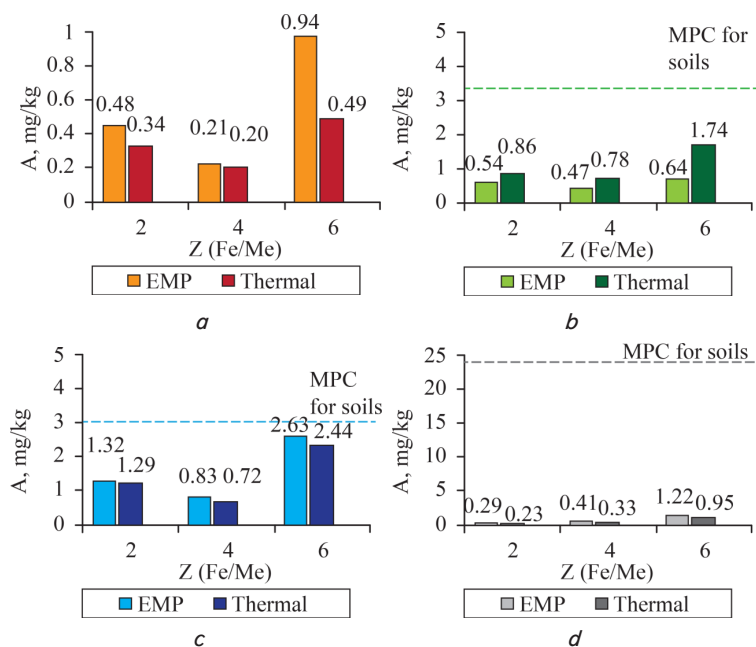 A, mg/kg
1
0.8
0.6
0.4
0.2
0
0.48
0.34
0.21
0.20
0.94
0.49
2
4
6
Z (Fe/Me)
EMP
Thermal
a
A, mg/kg
5
4
3
2
1
0
MPC for
soils
0.54
0.86
0.47
0.78
0.64
1.74
2
4
6
Z (Fe/Me)
EMP
Thermal
b
A, mg/kg
5
4
3
2
1
0
MPC
for soils
1.32
1.29
0.83
0.72
2.63
2.44
2
4
6
Z (Fe/Me)
EMP
Thermal
c
A, mg/kg
25
20
15
10
5
0
MPC for soils
0.29
0.23
0.41
0.33
1.22
0.95
2
4
6
Z (Fe/Me)
EMP
Thermal
d